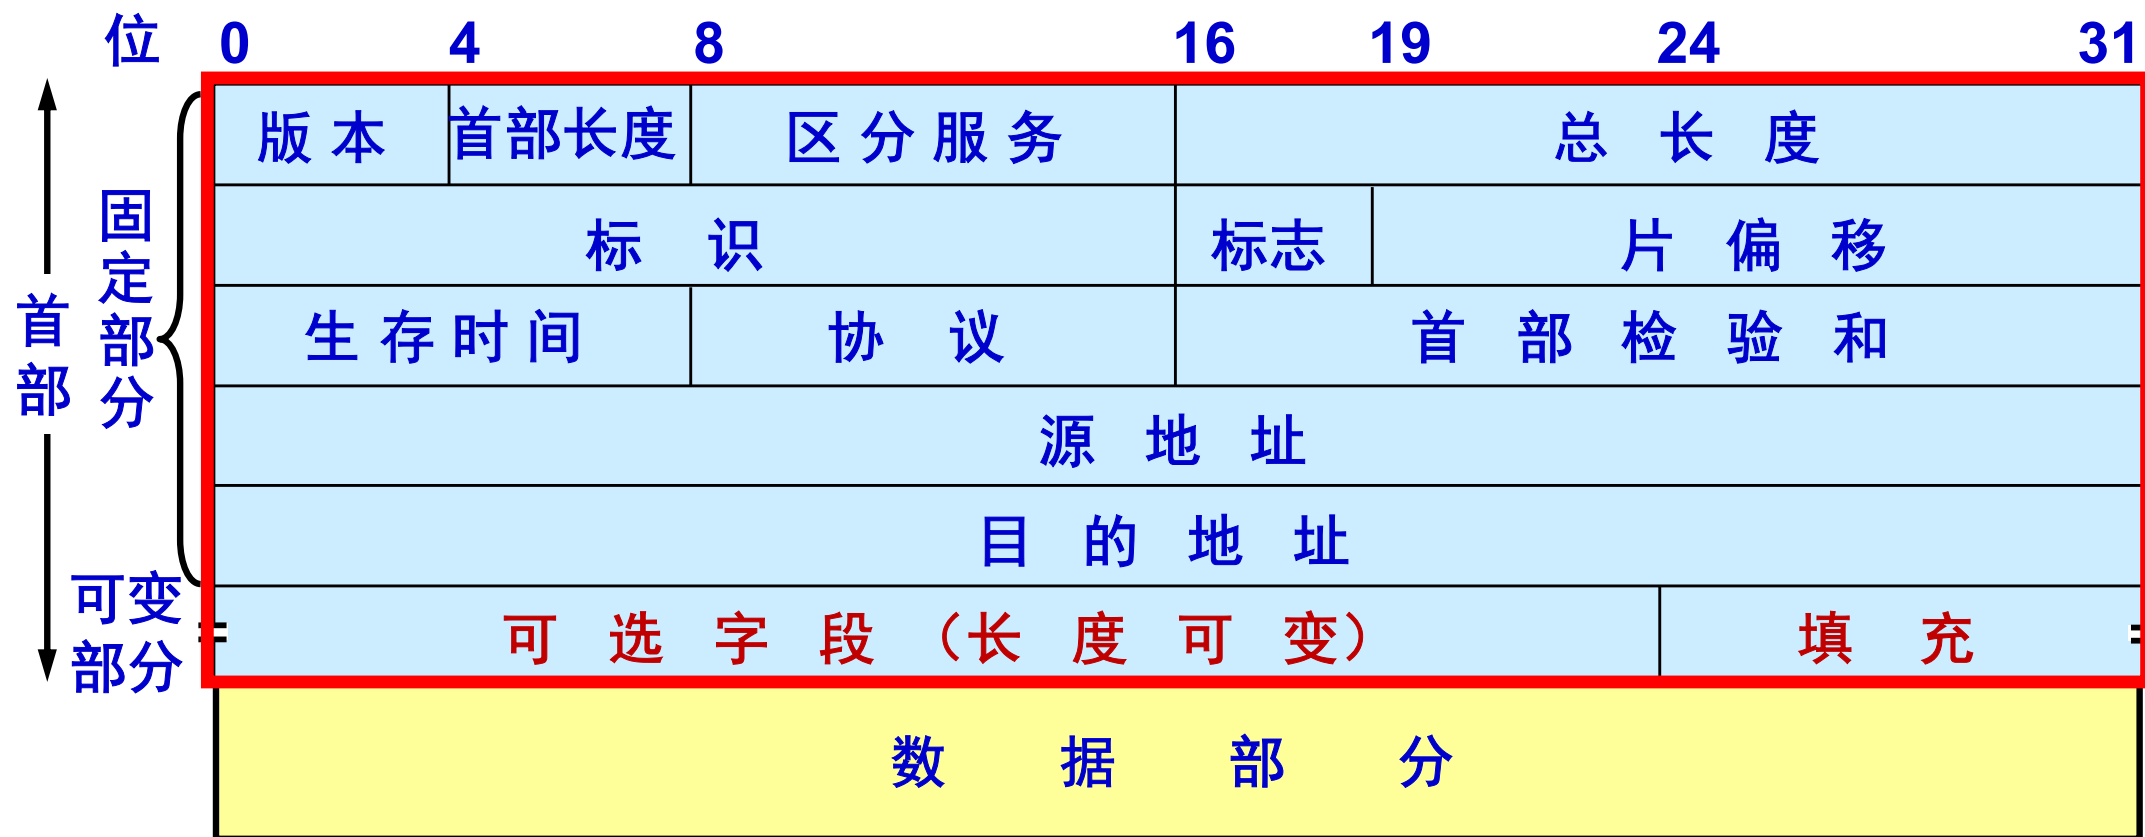 位 0 4 8 16 19 24 31
版本 首部长度 区分服务 总长度
标识 标志 片偏移
生存时间 协议 首部检验和
源地址
目的地址
可选字段（长度可变） 填充
数据部分
首部
固定部分
可变
部分